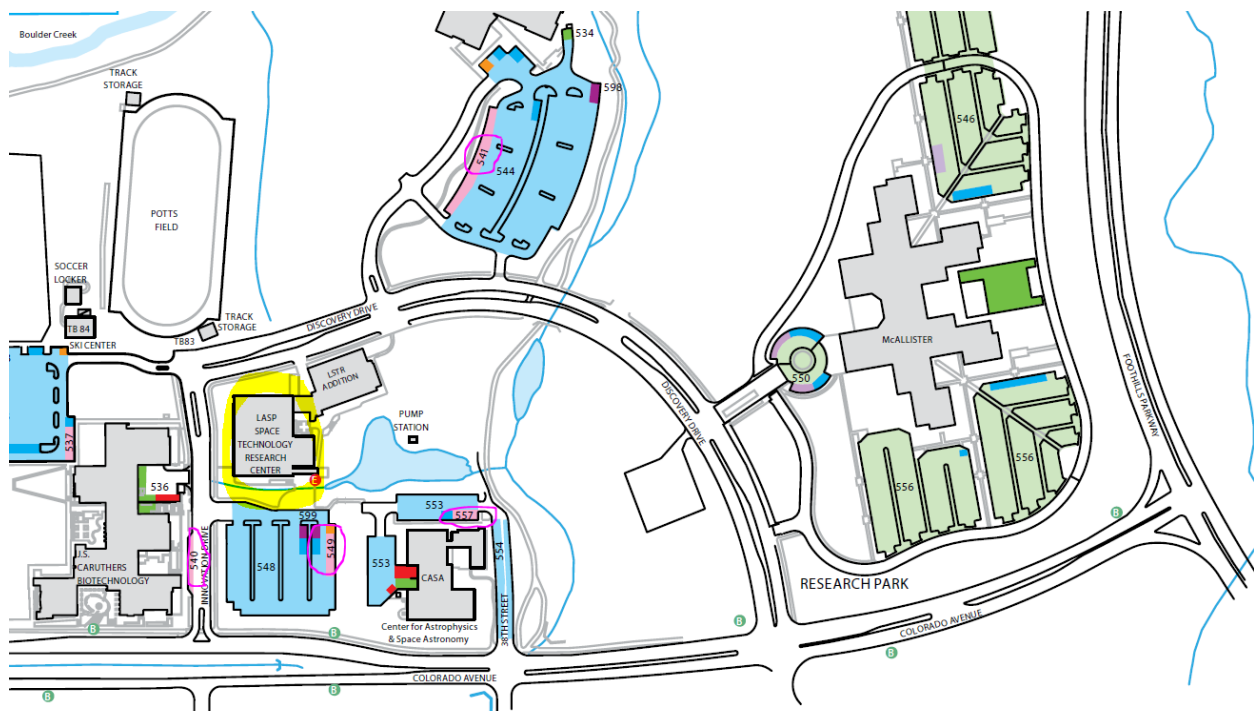 Boulder Creek
534
TRACK
STORAGE
598
546
541
544
POTTS
FIELD
SOCCER
LOCKER
TB 84
SKI CENTER
TRACK
STORAGE
TB83
DISCOVERY DRIVE
McALLISTER
LSTR
ADDITION
550
DISCOVERY DRIVE
FOOTHILLS PARKWAY
LASP
SPACE
TECHNOLOGY
RESEARCH
CENTER
PUMP
STATION
537
E
536
556
556
553
557
599
549
540
INNOVATION DRIVE
548
553
554
CASA
J.S.
CARUTHERS
BIOTECHNOLOGY
B
RESEARCH PARK
Center for Astrophysics
& Space Astronomy
38TH STREET
B
B
B
COLORADO AVENUE
B
COLORADO AVENUE
B
B